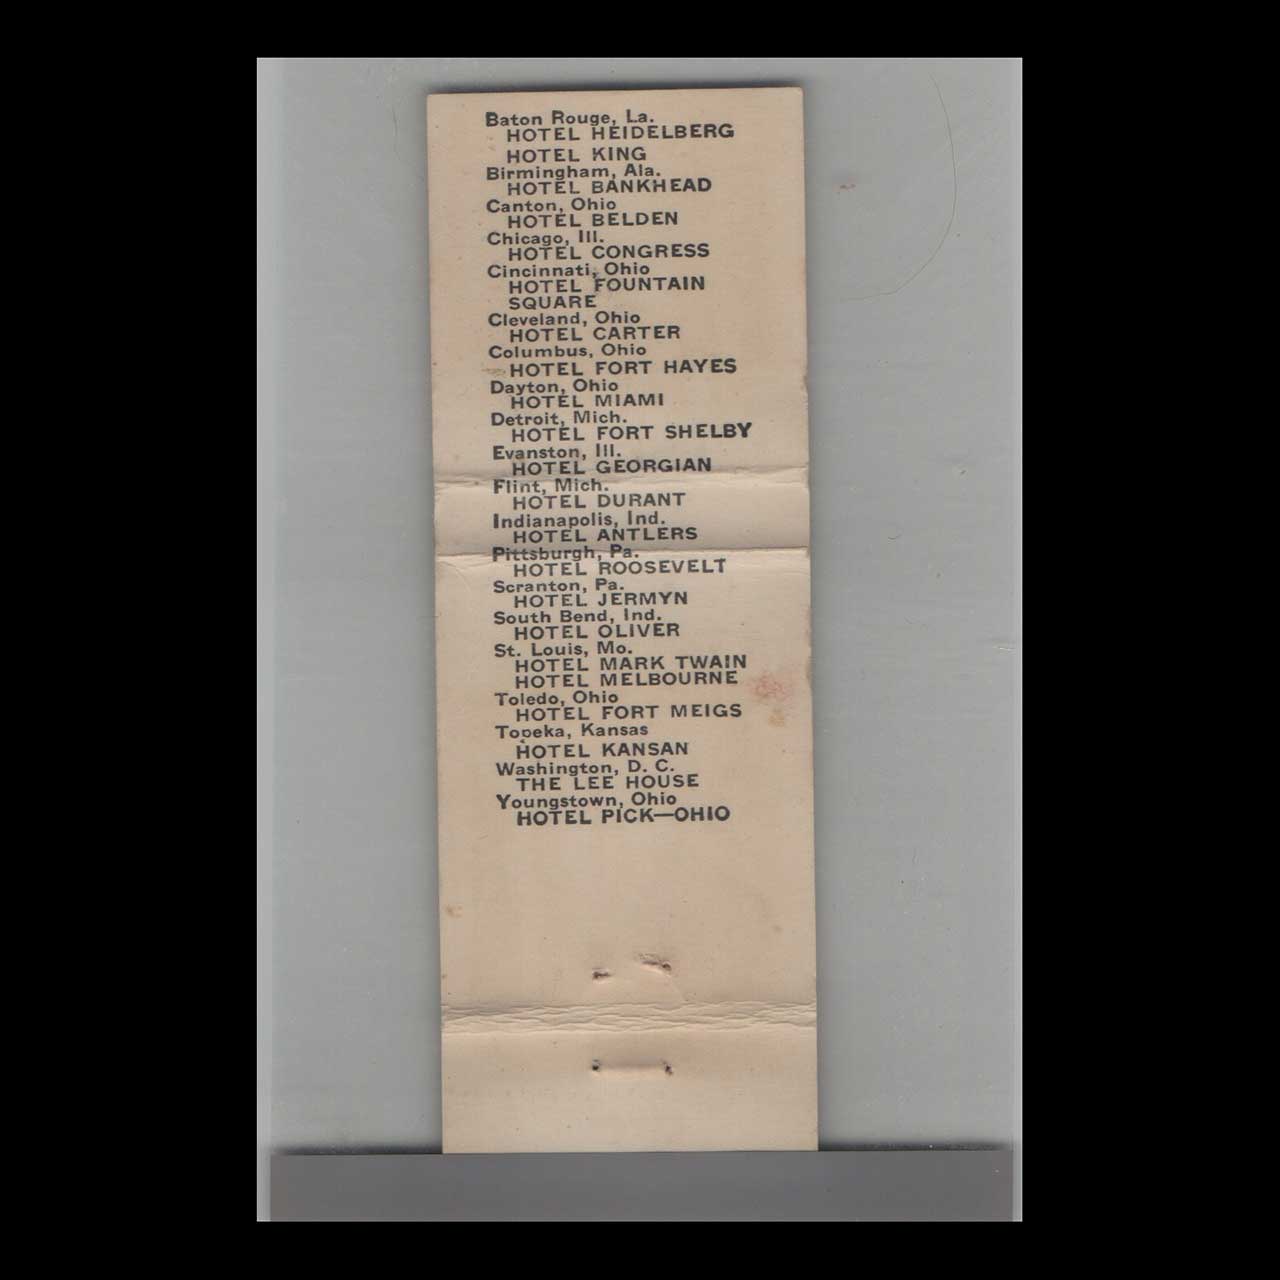 Baton Rouge, La.
HOTEL HEIDELBERG
HOTEL KING
Birmingham, Ala.
HOTEL BANKHEAD
Canton, Ohio
HOTEL BELDEN
Chicago, Ill.
HOTEL CONGRESS
Cincinnati, Ohio
HOTEL FOUNTAIN
SQUARE
Cleveland, Ohio
HOTEL CARTER
Columbus, Ohio
HOTEL FORT HAYES
Dayton, Ohio
HOTEL MIAMI
Detroit, Mich.
HOTEL FORT SHELBY
Evanston, Ill.
HOTEL GEORGIAN
Flint, Mich.
HOTEL DURANT
Indianapolis, Ind.
HOTEL ANTLERS
Pittsburgh, Pa.
HOTEL ROOSEVELT
Scranton, Pa.
HOTEL JERMYN
South Bend, Ind.
HOTEL OLIVER
St. Louis, Mo.
HOTEL MARK TWAIN
HOTEL MELBOURNE
Toledo, Ohio
HOTEL FORT MEIGS
Topeka, Kansas
HOTEL KANSAN
Washington, D. C.
THE LEE HOUSE
Youngstown, Ohio
HOTEL PICK—OHIO